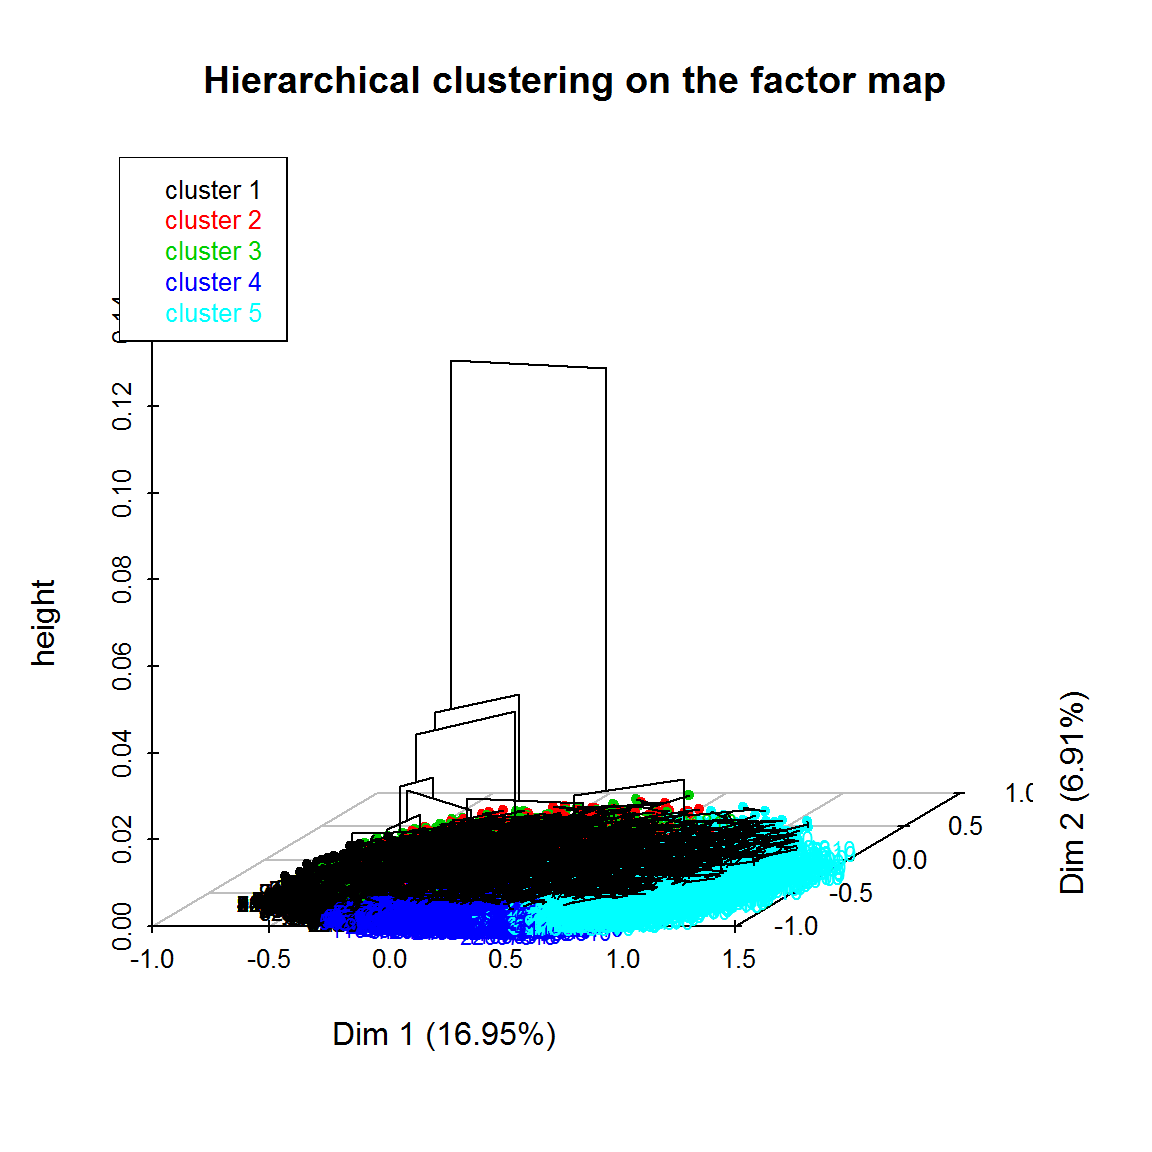 Hierarchical clustering on the factor map
cluster 1
cluster 2
cluster 3
cluster 4
cluster 5
0.12
0.10
0.08
0.06
0.04
0.02
0.00
height
-1.0
-0.5
0.0
0.5
1.0
1.5
Dim 1 (16.95%)
-1.0
-0.5
0.0
0.5
Dim 2 (6.91%)